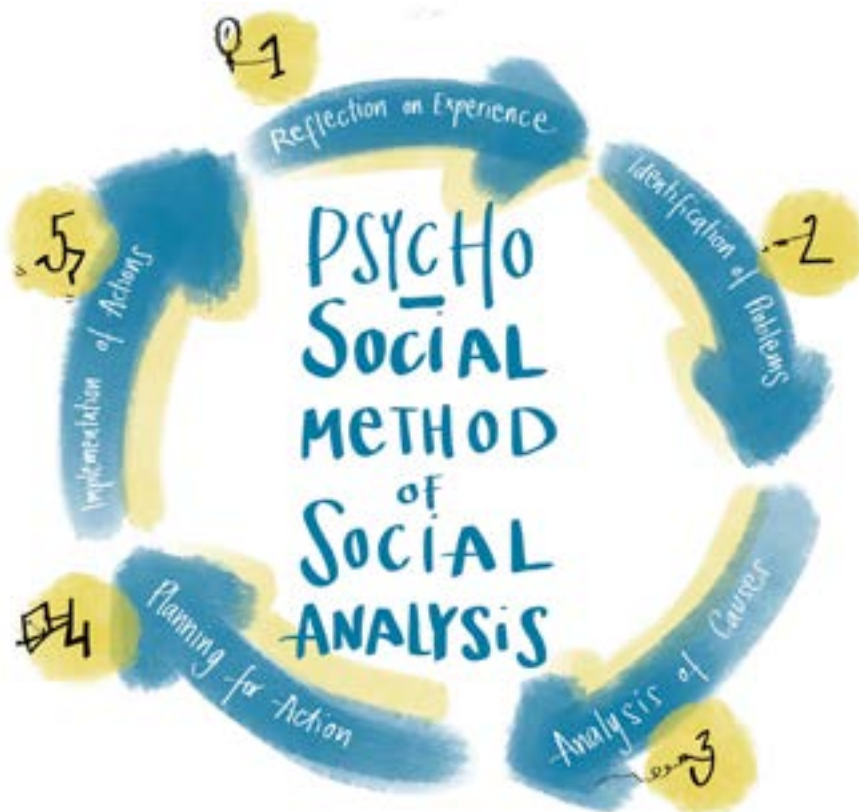 1
Reflection on Experience
2
Identification of Problems
3
Analysis of Causes
4
Planning for Action
5
Implementation of Actions
PSYCHO
SOCIAL
METHOD
OF
SOCIAL
ANALYSIS